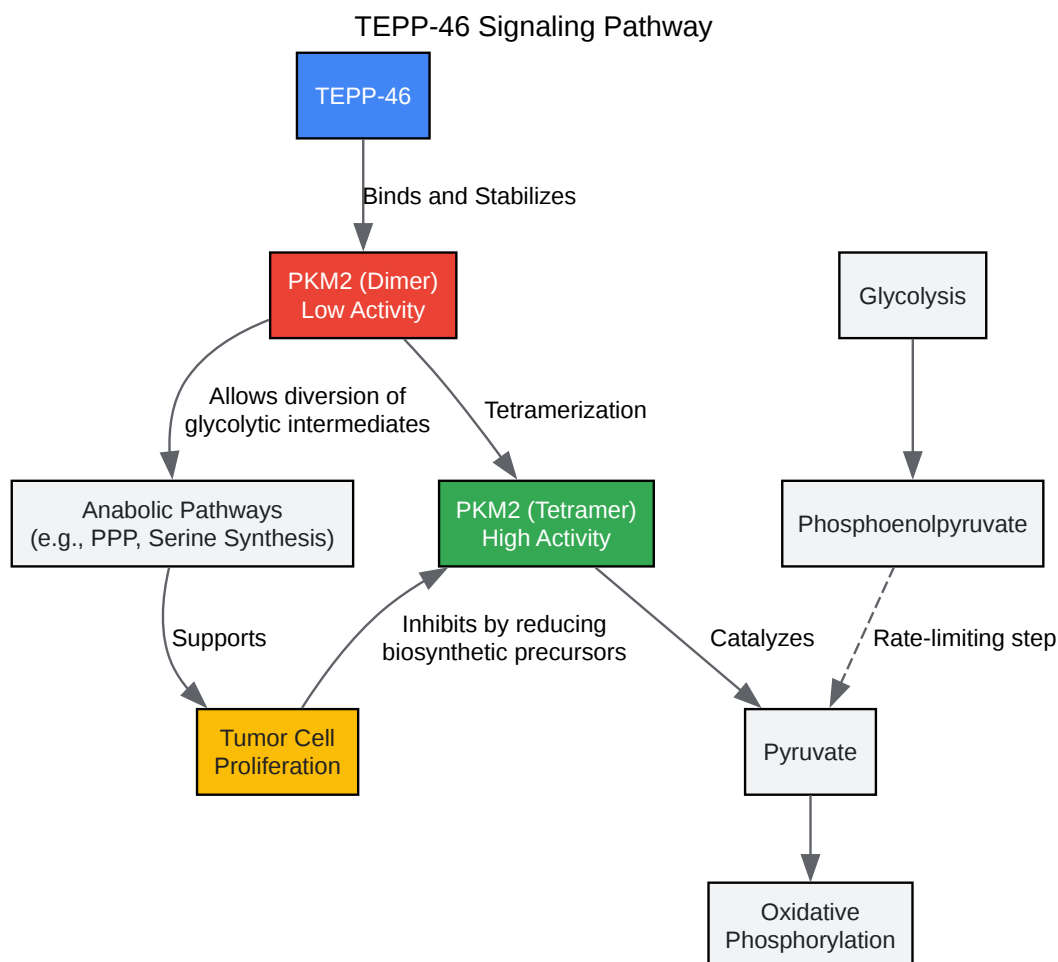 TEPP-46 Signaling Pathway
TEPP-46
Binds and Stabilizes
PKM2 (Dimer)
Low Activity
Glycolysis
Allows diversion of
glycolytic intermediates
Tetramerization
Anabolic Pathways
(e.g., PPP, Serine Synthesis)
PKM2 (Tetramer)
High Activity
Phosphoenolpyruvate
Supports
Inhibits by reducing
biosynthetic precursors
Catalyzes
Rate-limiting step
Tumor Cell
Proliferation
Pyruvate
Oxidative
Phosphorylation